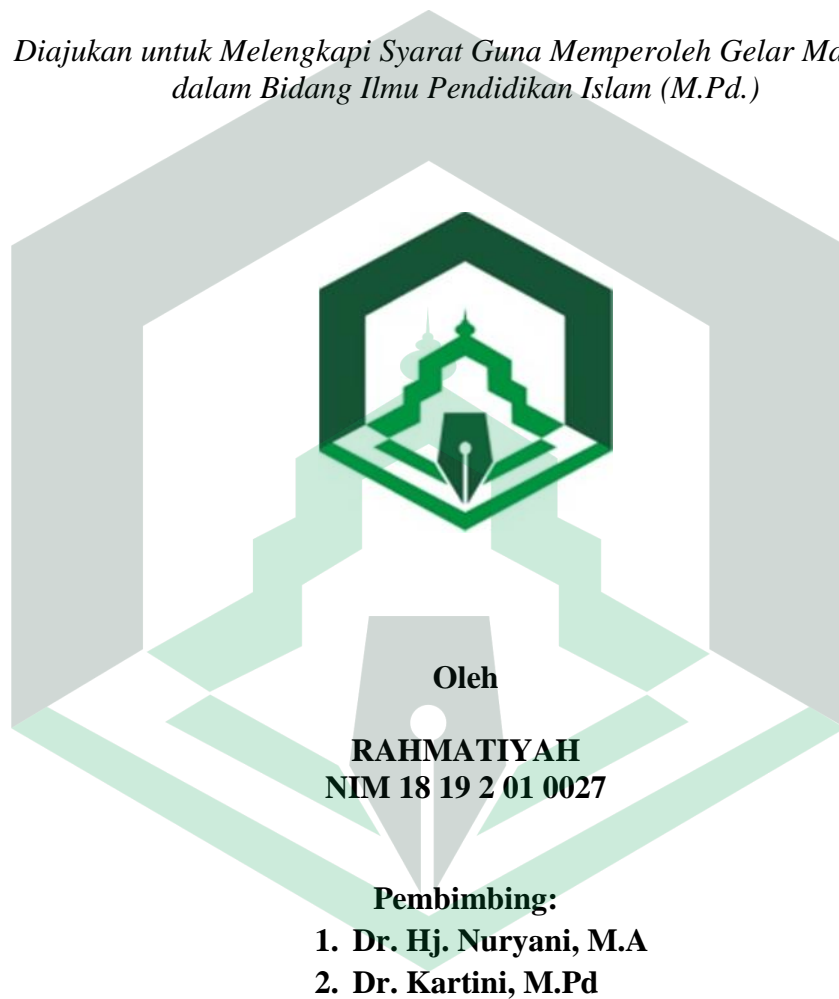 Diajukan untuk Melengkapi Syarat Guna Memperoleh Gelar
dalam Bidang Ilmu Pendidikan Islam (M.Pd.)
Oleh
RAHMATIYAH
NIM 18 19 2 01 0027
Pembimbing:
1. Dr. Hj. Nuryani, M.A
2. Dr. Kartini, M.Pd